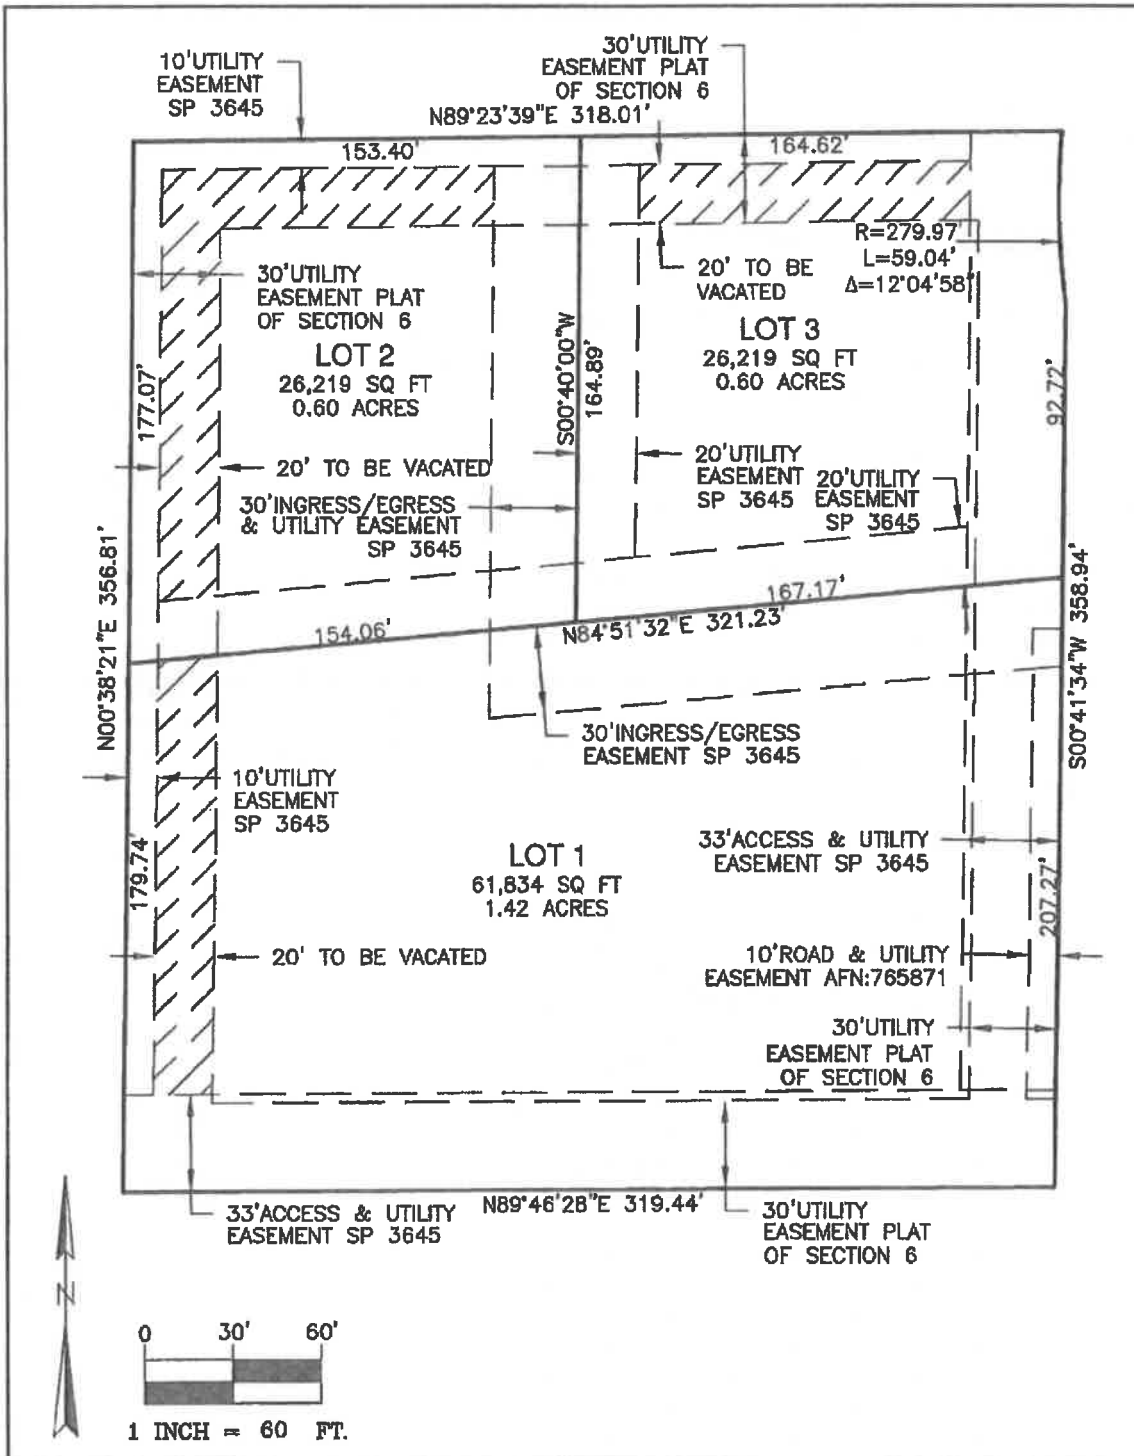 10'UTILITY
EASEMENT
SP 3645
30'UTILITY
EASEMENT PLAT
OF SECTION 6
N89°23'39"E 318.01'
153.40'
164.62'
R=279.97'
L=59.04'
Δ=12°04'58"
30'UTILITY
EASEMENT PLAT
OF SECTION 6
20' TO BE
VACATED
LOT 2
26,219 SQ FT
0.60 ACRES
LOT 3
26,219 SQ FT
0.60 ACRES
177.07'
S00°40'00"W
164.89'
92.72'
20' TO BE VACATED
20'UTILITY
EASEMENT
SP 3645
20'UTILITY
EASEMENT
SP 3645
30'INGRESS/EGRESS
& UTILITY EASEMENT
SP 3645
N00°38'21"E 356.81'
167.17'
154.06'
N84°51'32"E 321.23'
S00°41'34"W 358.94'
30'INGRESS/EGRESS
EASEMENT SP 3645
10'UTILITY
EASEMENT
SP 3645
179.74'
LOT 1
61,834 SQ FT
1.42 ACRES
33'ACCESS & UTILITY
EASEMENT SP 3645
207.27'
20' TO BE VACATED
10'ROAD & UTILITY
EASEMENT AFN:765871
30'UTILITY
EASEMENT PLAT
OF SECTION 6
N89°46'28"E 319.44'
33'ACCESS & UTILITY
EASEMENT SP 3645
30'UTILITY
EASEMENT PLAT
OF SECTION 6
N
0 30' 60'
1 INCH = 60 FT.